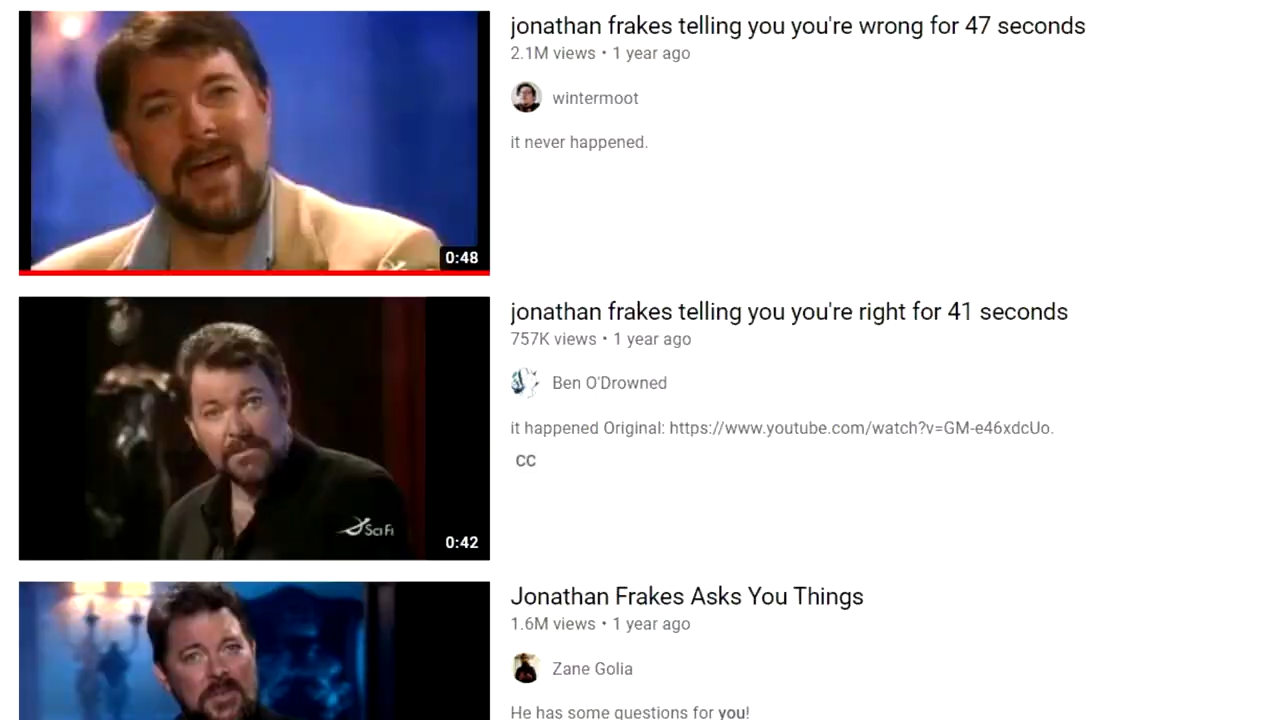 jonathan frakes telling you you're wrong for 47 seconds
2.1M views • 1 year ago
wintermoot
it never happened.
0:48
jonathan frakes telling you you're right for 41 seconds
757K views • 1 year ago
Ben O'Drowned
it happened Original: https://www.youtube.com/watch?v=GM-e46xdcUo.
CC
SCI FI
0:42
Jonathan Frakes Asks You Things
1.6M views • 1 year ago
Zane Golia
He has some questions for you!